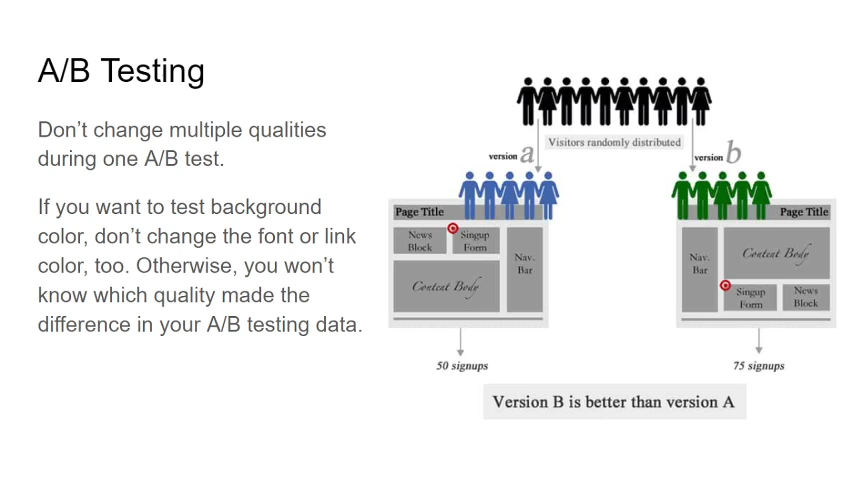 A/B Testing
Don't change multiple qualities
during one A/B test.
If you want to test background
color, don't change the font or link
color, too. Otherwise, you won't
know which quality made the
difference in your A/B testing data.
Visitors randomly distributed
version a
version b
Page Title
News
Block
Singup
Form
Nav.
Bar
Content Body
50 signups
Page Title
Nav.
Bar
Content Body
Singup
Form
News
Block
75 signups
Version B is better than version A